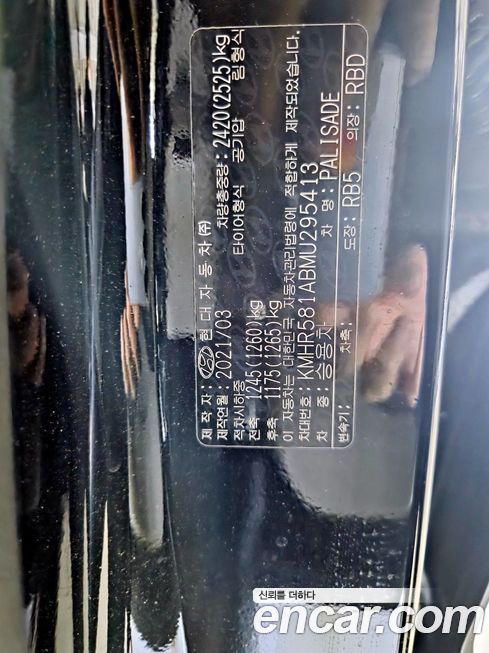 제 작 자: 현 대 자 동 차 ㈜
제작연월: 2021/03 차량총중량: 2420(2525)kg
적차시하중 타이어형식 공기압 림형식
전축 1245(1260)kg
후축 1175(1265)kg
이 자동차는 대한민국 자동차관리법령에 적합하게 제작되었습니다.
차대번호: KMHR581ABMU295413
차 종: 승용차 차 명: PALISADE
변속기: 차축: 도장: RB5 의장: RBD
신뢰를 더하다
encar.com